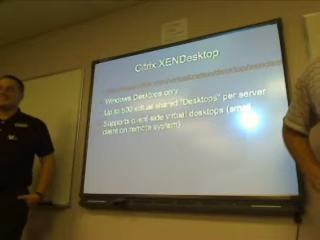 Citrix XENDesktop
Windows Desktops only
Up to 500 virtual shared "Desktops" per server
Supports client side virtual desktops (small
client on remote system)